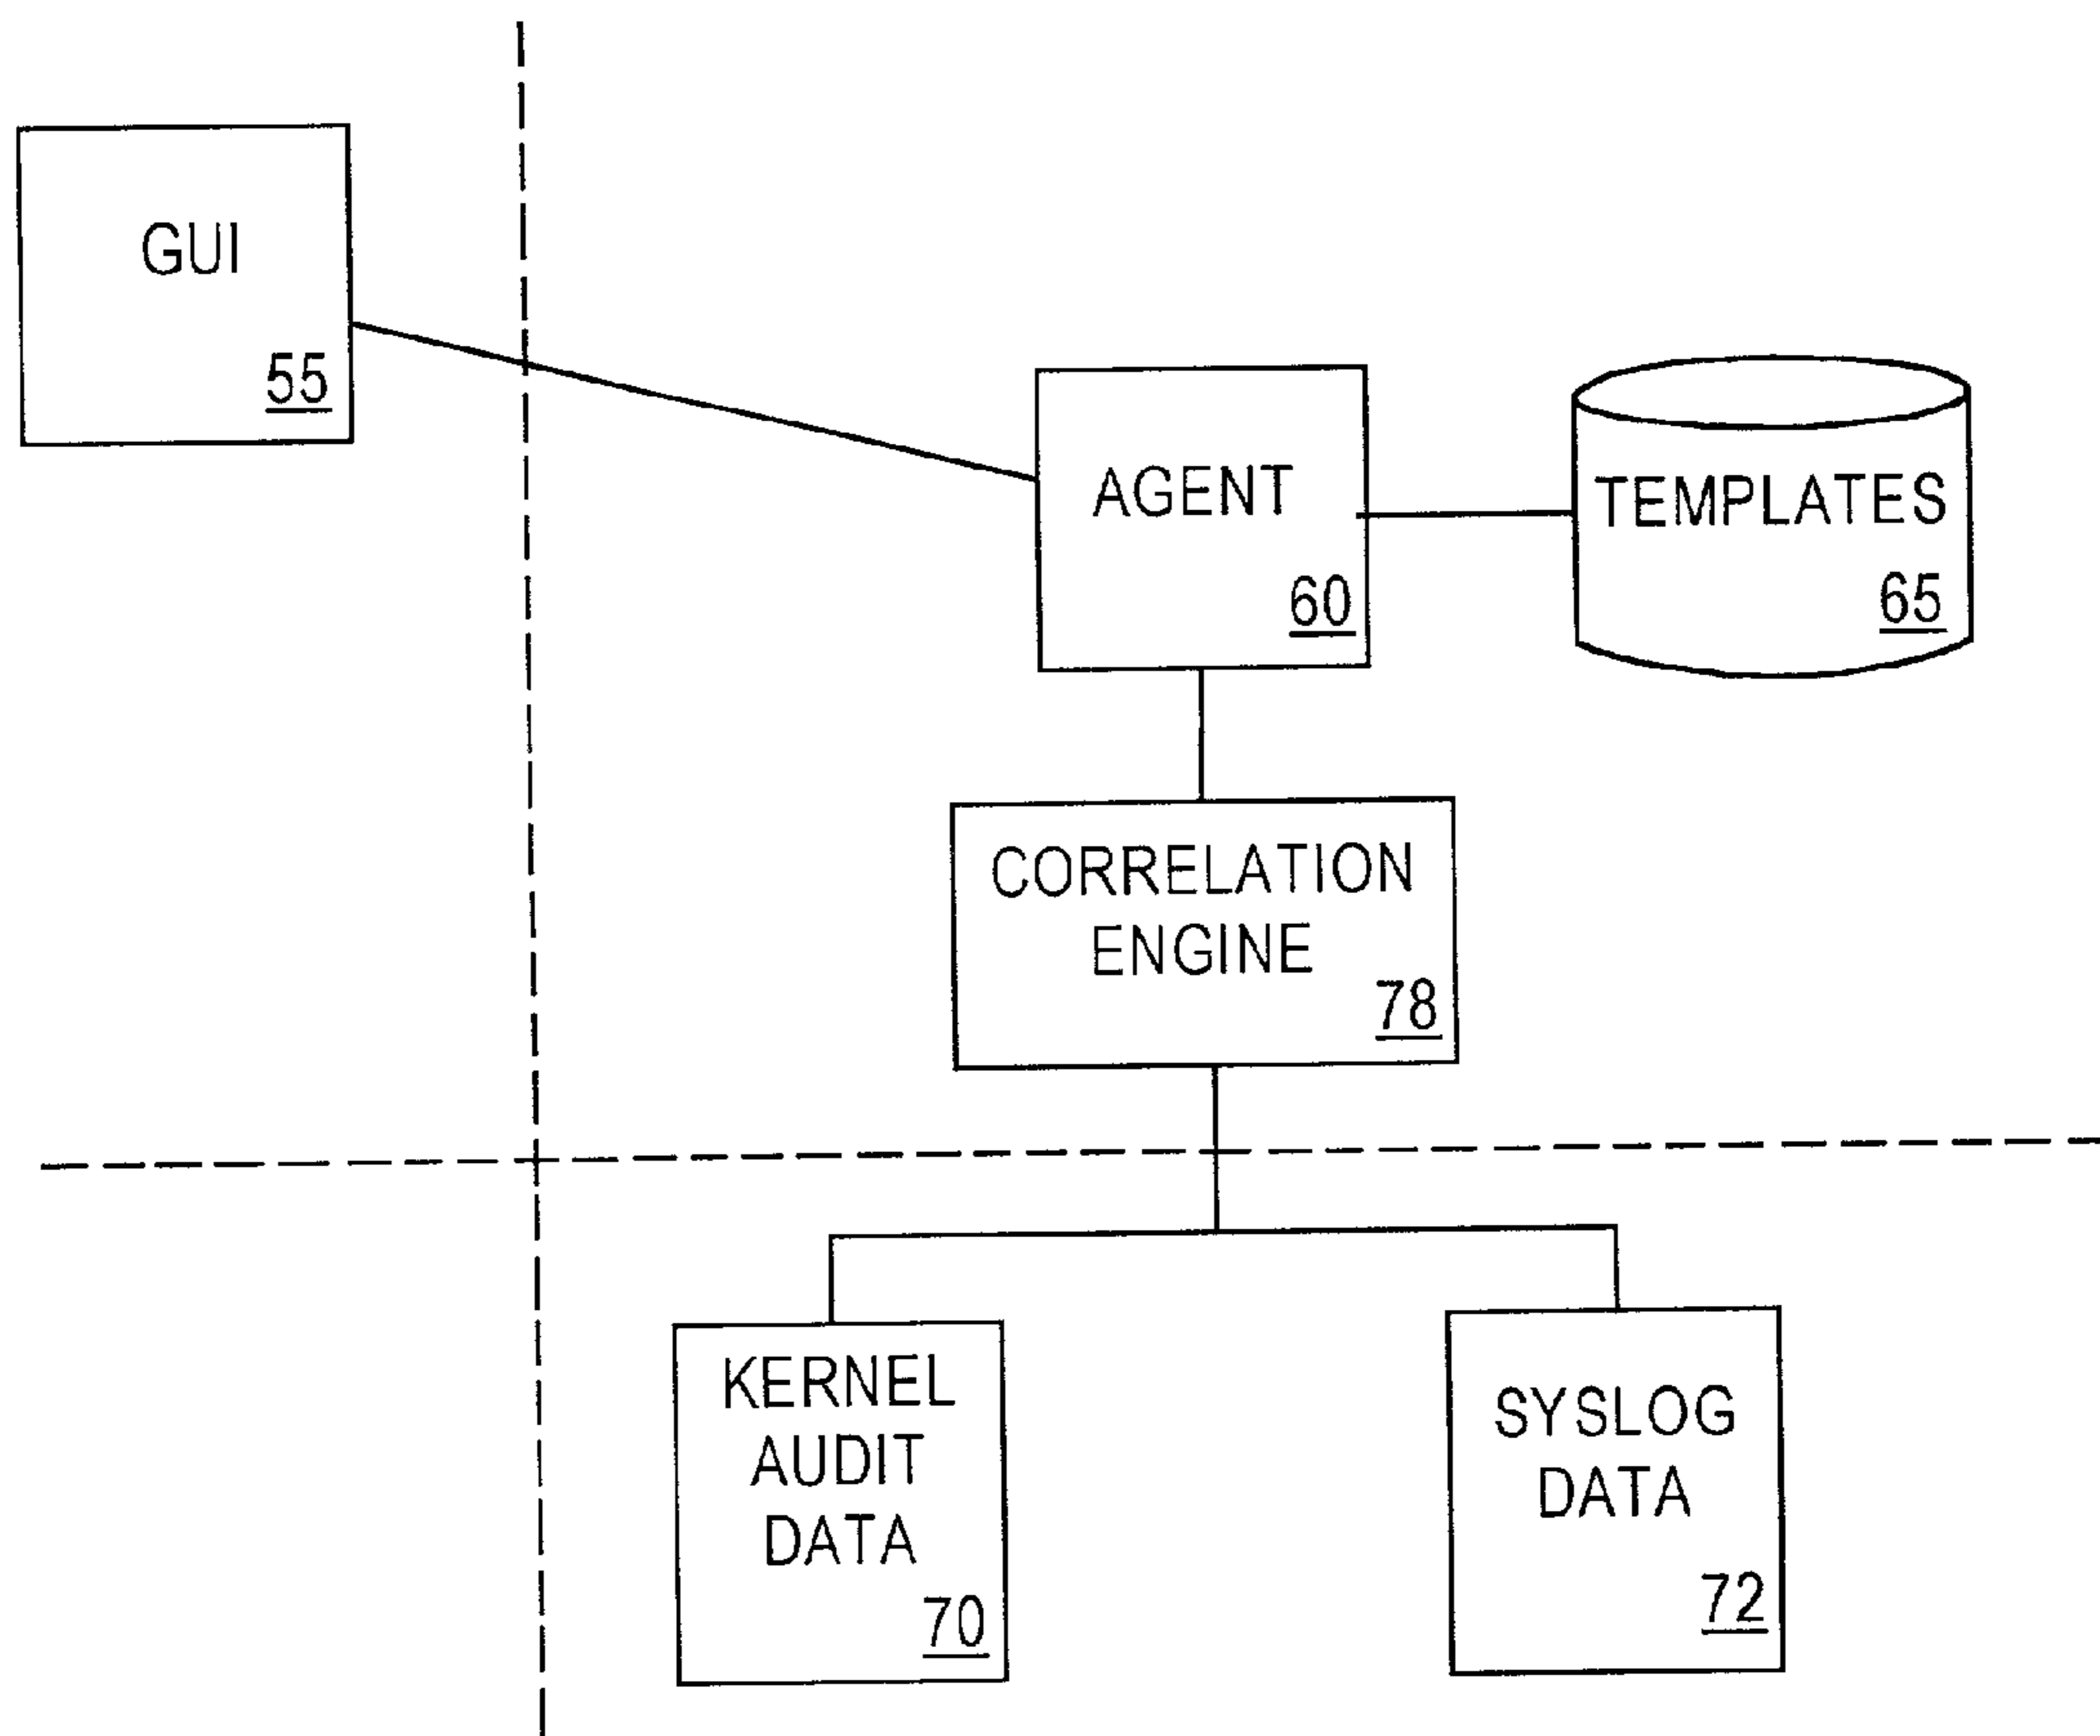 GUI
55
AGENT
60
TEMPLATES
65
CORRELATION
ENGINE
78
KERNEL
AUDIT
DATA
70
SYSLOG
DATA
72